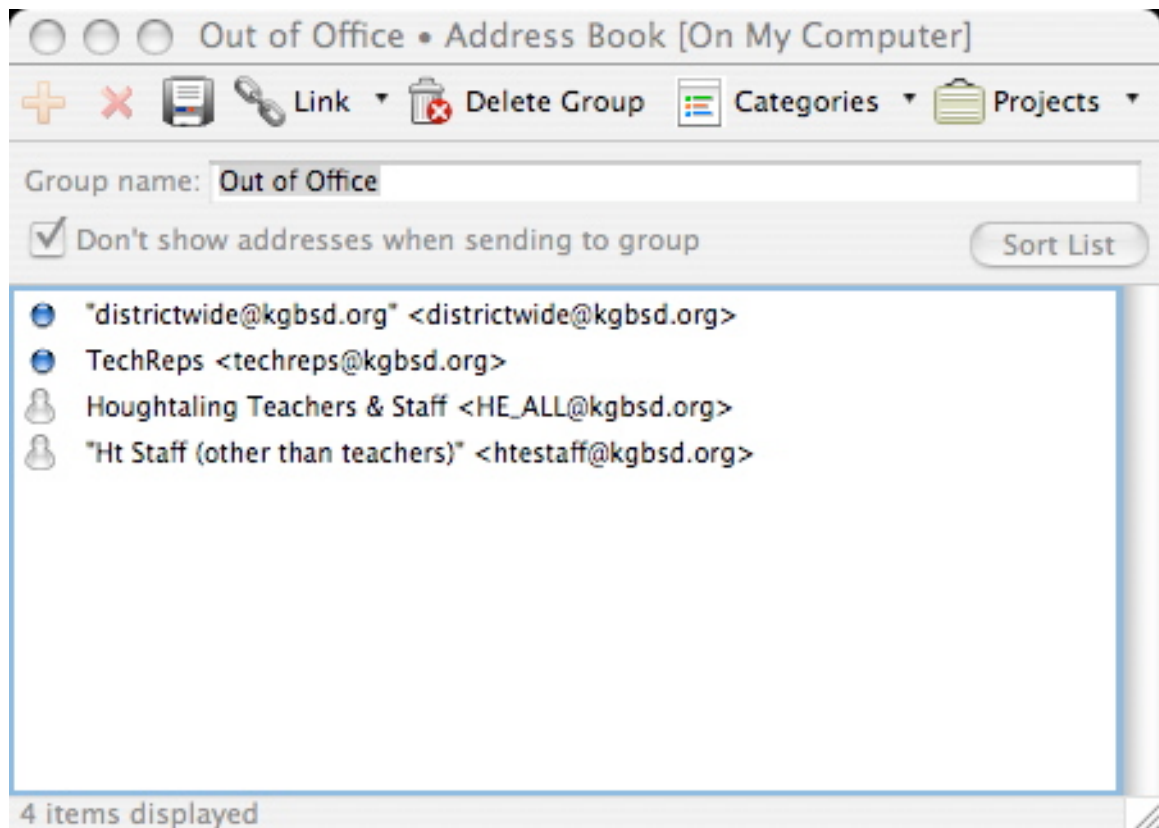 Out of Office • Address Book [On My Computer]
Link Delete Group Categories Projects
Group name: Out of Office
Don't show addresses when sending to group Sort List
"districtwide@kgbsd.org" <districtwide@kgbsd.org>
TechReps <techreps@kgbsd.org>
Houghtaling Teachers & Staff <HE_ALL@kgbsd.org>
"Ht Staff (other than teachers)" <htestaff@kgbsd.org>
4 items displayed